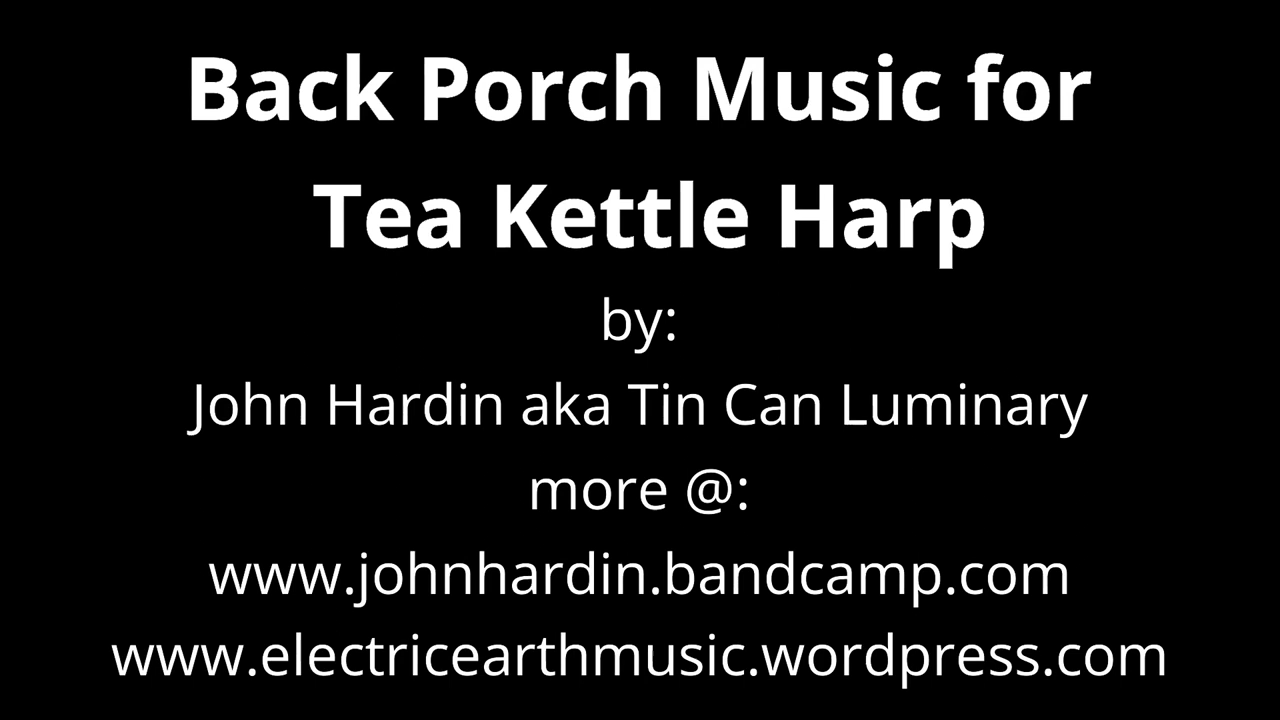 Back Porch Music for
Tea Kettle Harp
by:
John Hardin aka Tin Can Luminary
more @:
www.johnhardin.bandcamp.com
www.electricearthmusic.wordpress.com